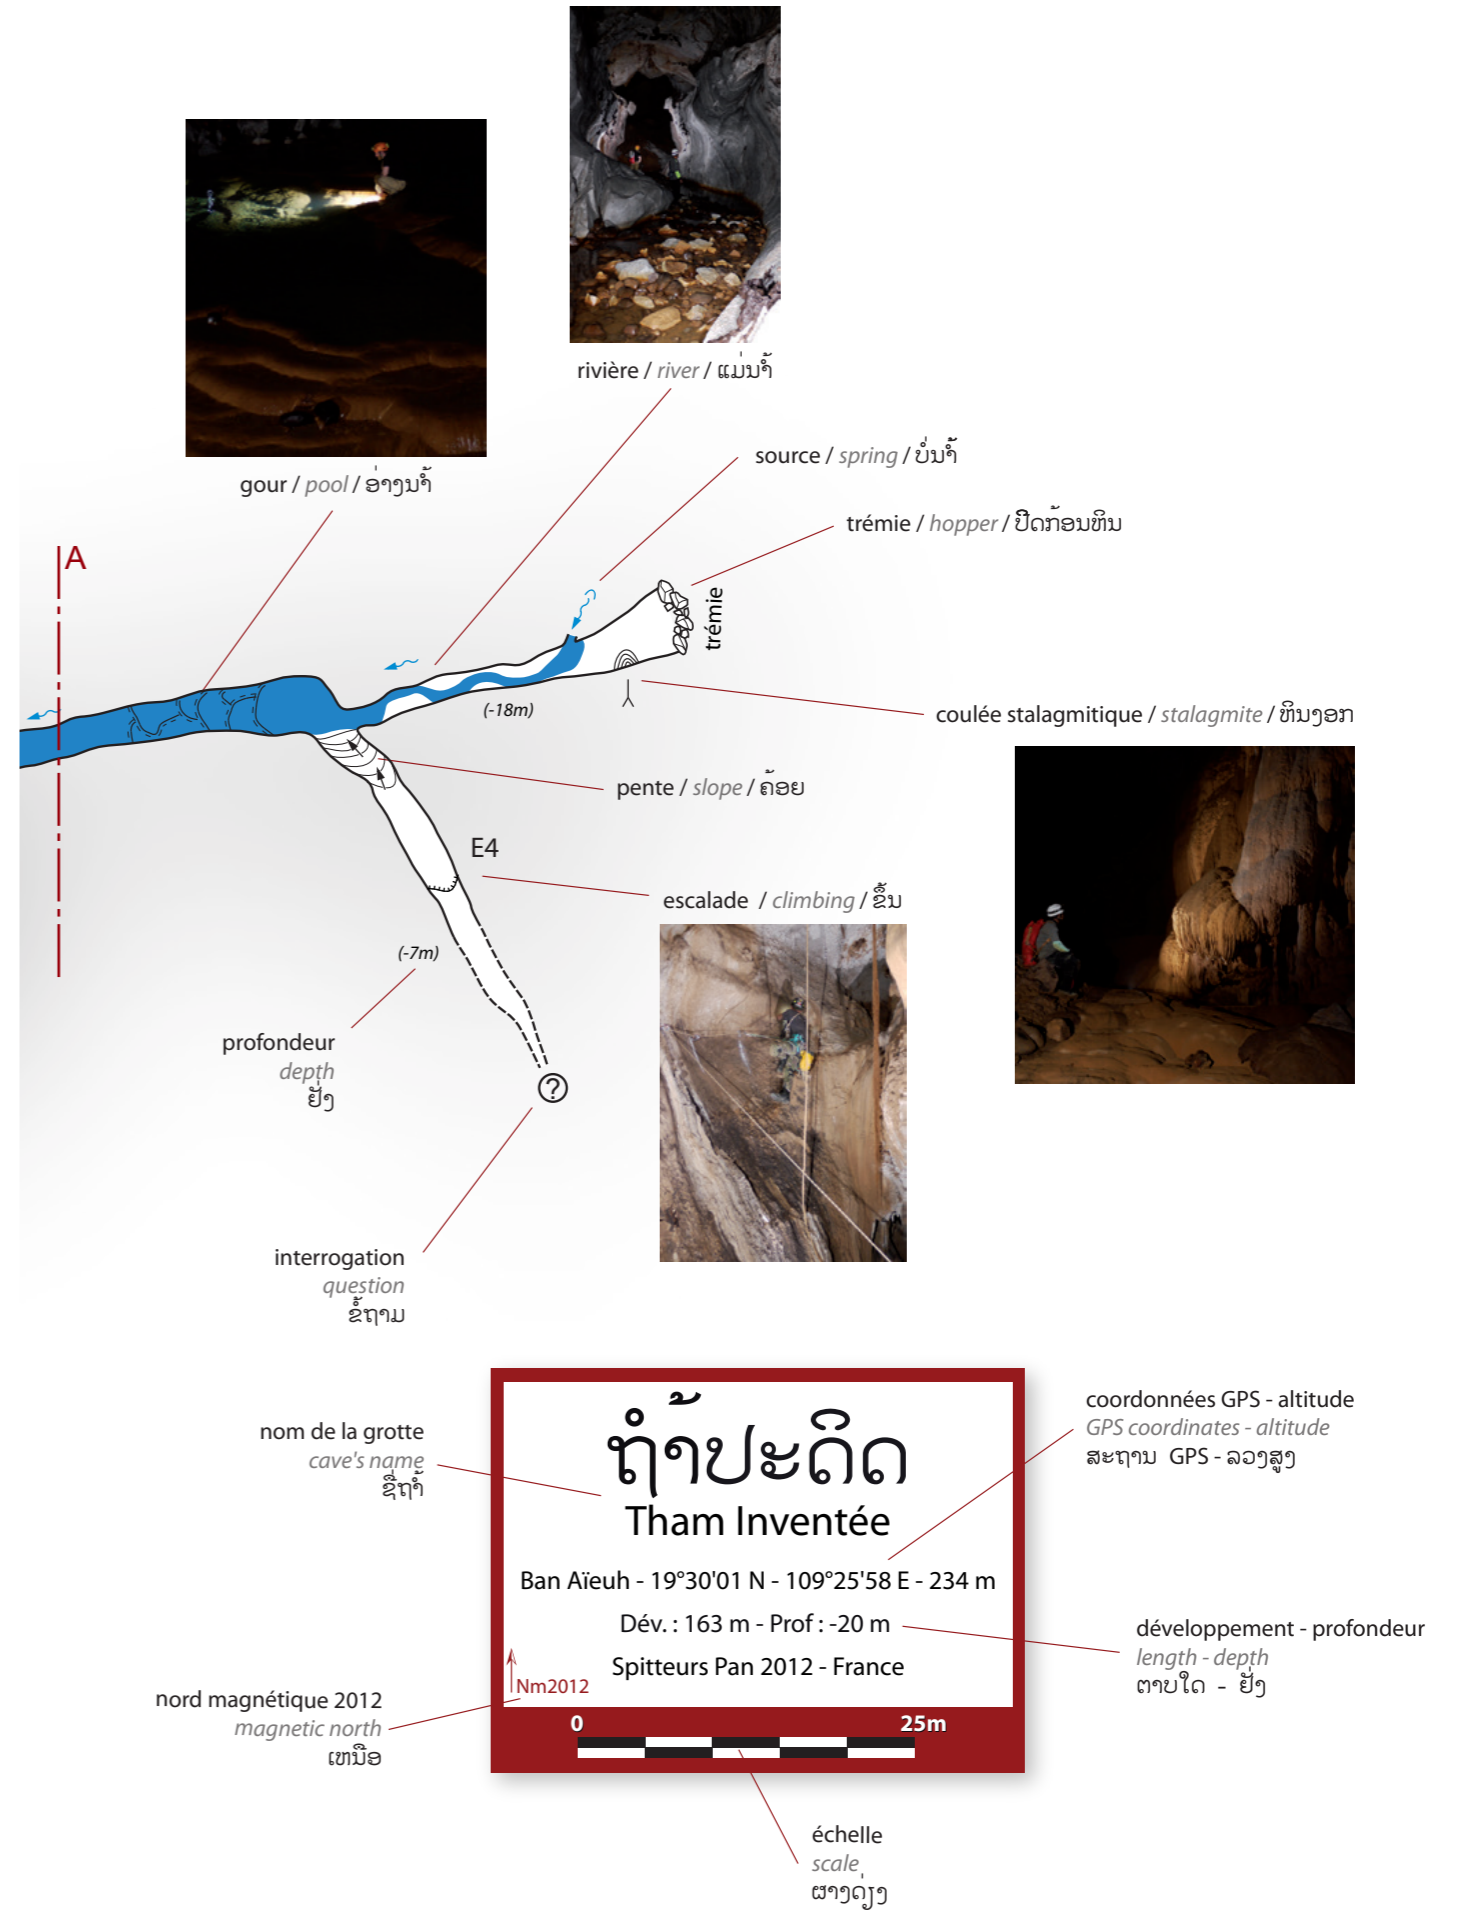 rivière / river / ແມ່ນ້ຳ
source / spring / ບໍ່ນ້ຳ
gour / pool / ອ່າງນ້ຳ
trémie / hopper / ປິດກ້ອນຫິນ
A
trémie
(-18m)
coulée stalagmitique / stalagmite / ຫິນງອກ
pente / slope / ຄ້ອຍ
E4
escalade / climbing / ຂຶ້ນ
(-7m)
profondeur
depth
ຢັ່ງ
?
interrogation
question
ຂໍ້ຖາມ
ຖ້ຳປະດິດ
Tham Inventée
Ban Aïeuh - 19°30'01 N - 109°25'58 E - 234 m
Dév. : 163 m - Prof : -20 m
Spitteurs Pan 2012 - France
Nm2012
0 25m
nom de la grotte
cave's name
ຊື່ຖ້ຳ
coordonnées GPS - altitude
GPS coordinates - altitude
ສະຖານ GPS - ລວງສູງ
développement - profondeur
length - depth
ຕາບໃດ - ຢັ່ງ
nord magnétique 2012
magnetic north
ເຫນືອ
échelle
scale